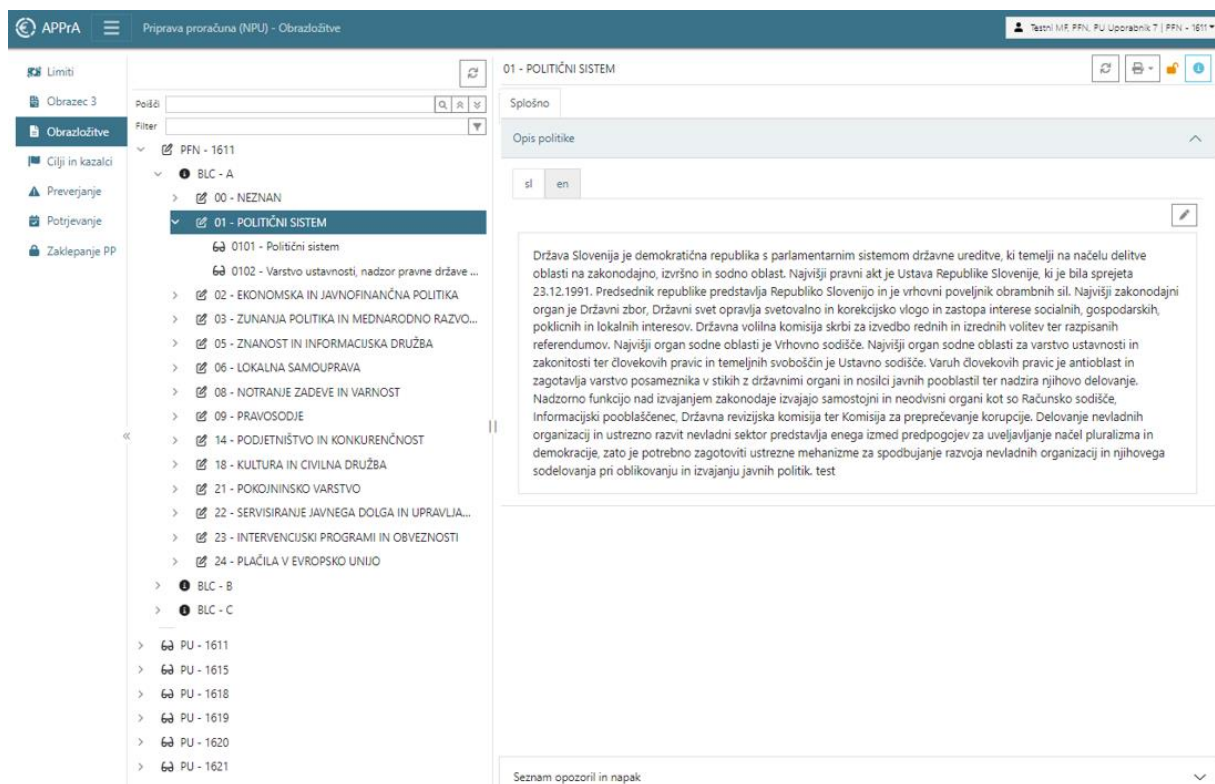 APPrA
Priprava proračuna (NPU) - Obrazložitve
Testni MF, PFN, PU Uporabnik 7 | PFN - 1611
Limiti
Obrazec 3
Obrazložitve
Cilji in kazalci
Preverjanje
Potrjevanje
Zaklepanje PP
Poišči
Filter
PFN - 1611
BLC - A
00 - NEZNAN
01 - POLITIČNI SISTEM
0101 - Politični sistem
0102 - Varstvo ustavnosti, nadzor pravne države ...
02 - EKONOMSKA IN JAVNOFINANČNA POLITIKA
03 - ZUNANJA POLITIKA IN MEDNARODNO RAZVO...
05 - ZNANOST IN INFORMACIJSKA DRUŽBA
06 - LOKALNA SAMOUPRAVA
08 - NOTRANJE ZADEVE IN VARNOST
09 - PRAVOSODJE
14 - PODJETNIŠTVO IN KONKURENČNOST
18 - KULTURA IN CIVILNA DRUŽBA
21 - POKOJNINSKO VARSTVO
22 - SERVISIRANJE JAVNEGA DOLGA IN UPRAVLJA...
23 - INTERVENCIJSKI PROGRAMI IN OBVEZNOSTI
24 - PLAČILA V EVROPSKO UNIJO
BLC - B
BLC - C
PU - 1611
PU - 1615
PU - 1618
PU - 1619
PU - 1620
PU - 1621
01 - POLITIČNI SISTEM
Splošno
Opis politike
sl en
Država Slovenija je demokratična republika s parlamentarnim sistemom državne ureditve, ki temelji na načelu delitve
oblasti na zakonodajno, izvršno in sodno oblast. Najvišji pravni akt je Ustava Republike Slovenije, ki je bila sprejeta
23.12.1991. Predsednik republike predstavlja Republiko Slovenijo in je vrhovni poveljnik obrambnih sil. Najvišji zakonodajni
organ je Državni zbor, Državni svet opravlja svetovalno in korekcijsko vlogo in zastopa interese socialnih, gospodarskih,
poklicnih in lokalnih interesov. Državna volilna komisija skrbi za izvedbo rednih in izrednih volitev ter razpisanih
referendumov. Najvišji organ sodne oblasti je Vrhovno sodišče. Najvišji organ sodne oblasti za varstvo ustavnosti in
zakonitosti ter človekovih pravic in temeljnih svoboščin je Ustavno sodišče. Varuh človekovih pravic je antioblast in
zagotavlja varstvo posameznika v stikih z državnimi organi in nosilci javnih pooblastil ter nadzira njihovo delovanje.
Nadzorno funkcijo nad izvajanjem zakonodaje izvajajo samostojni in neodvisni organi kot so Računsko sodišče,
Informacijski pooblaščenec, Državna revizijska komisija ter Komisija za preprečevanje korupcije. Delovanje nevladnih
organizacij in ustrezno razvit nevladni sektor predstavlja enega izmed predpogojev za uveljavljanje načel pluralizma in
demokracije, zato je potrebno zagotoviti ustrezne mehanizme za spodbujanje razvoja nevladnih organizacij in njihovega
sodelovanja pri oblikovanju in izvajanju javnih politik. test
Seznam opozoril in napak